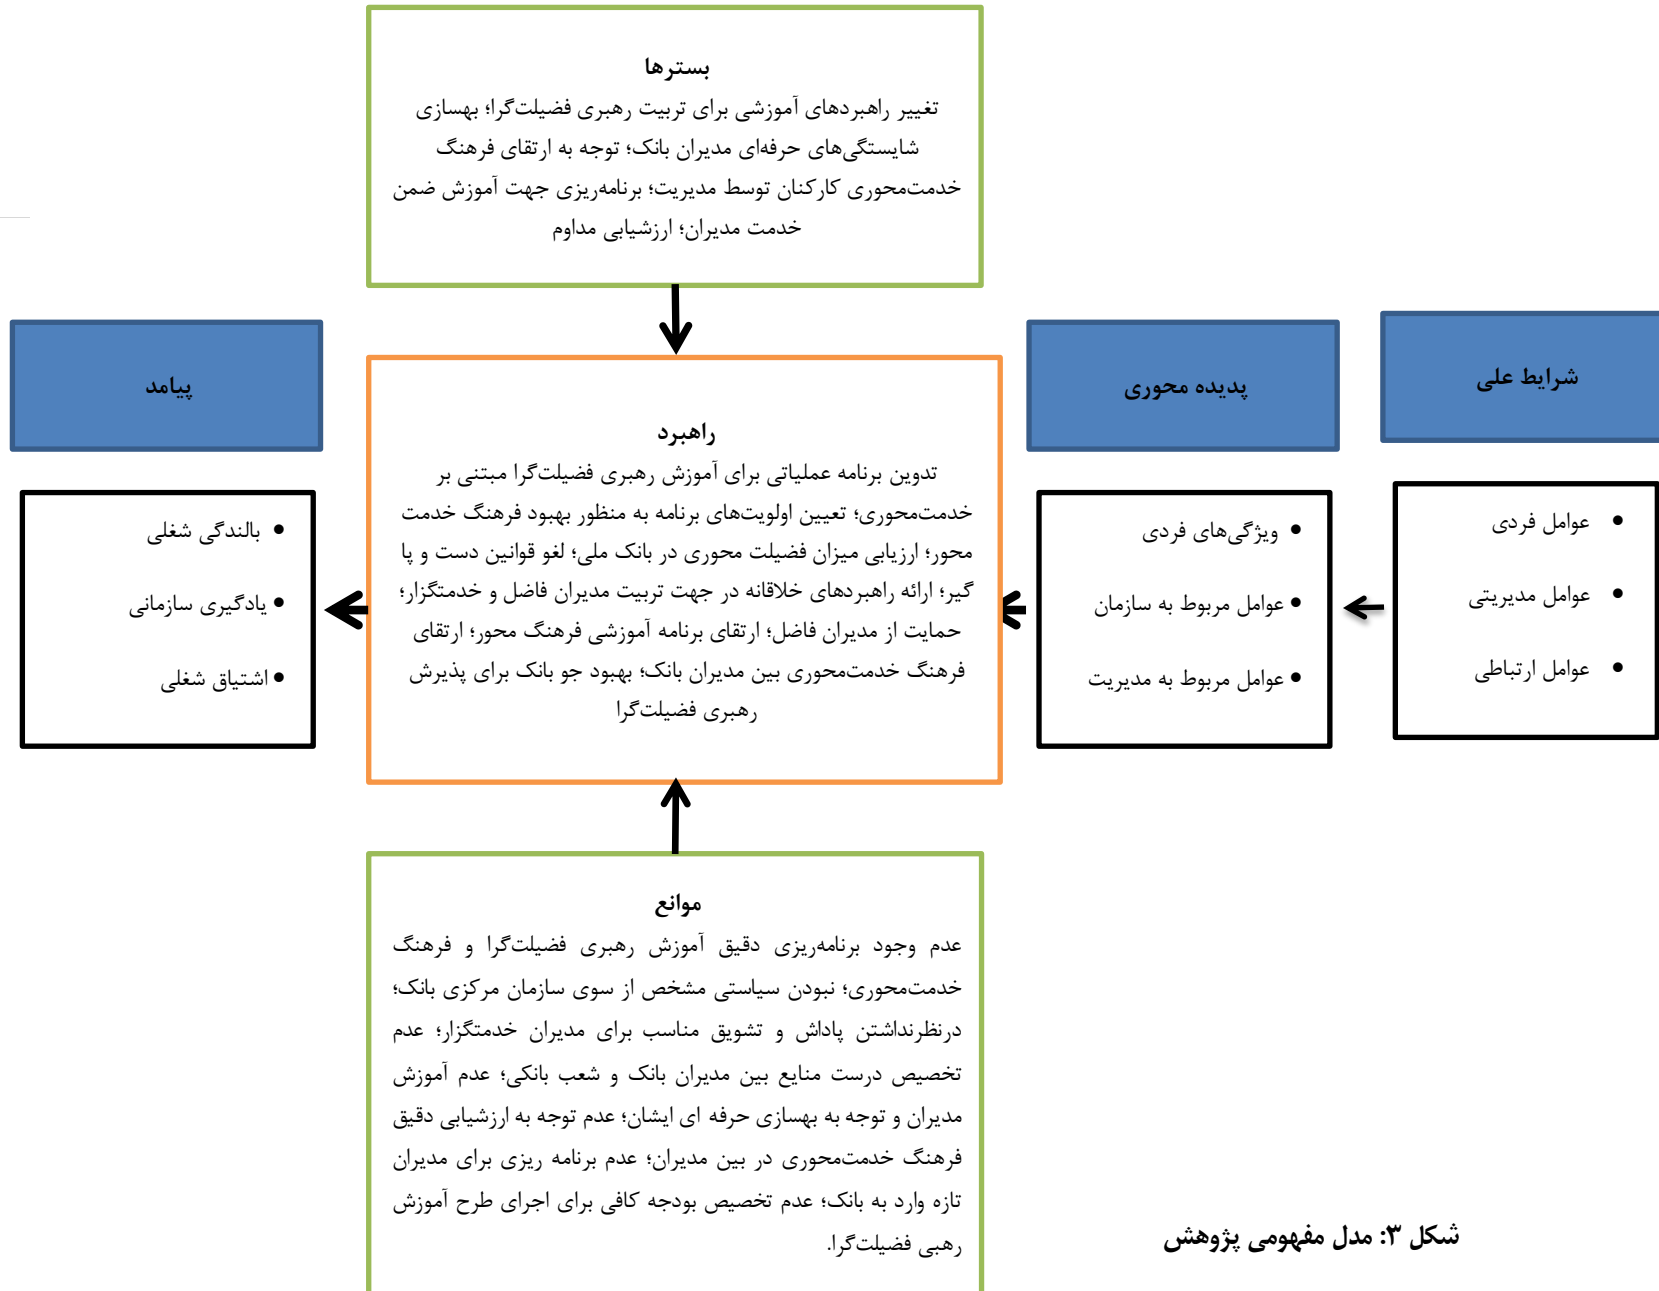 بسترها
تغییر راهبردهای آموزشی برای تربیت رهبری فضیلت‌گرا؛ بهسازی
شایستگی‌های حرفه‌ای مدیران بانک؛ توجه به ارتقای فرهنگ
خدمت‌محوری کارکنان توسط مدیریت؛ برنامه‌ریزی جهت آموزش ضمن
خدمت مدیران؛ ارزشیابی مداوم
شرایط علی
• عوامل فردی
• عوامل مدیریتی
• عوامل ارتباطی
پدیده محوری
• ویژگی‌های فردی
• عوامل مربوط به سازمان
• عوامل مربوط به مدیریت
راهبرد
تدوین برنامه عملیاتی برای آموزش رهبری فضیلت‌گرا مبتنی بر
خدمت‌محوری؛ تعیین اولویت‌های برنامه به منظور بهبود فرهنگ خدمت
محور؛ ارزیابی میزان فضیلت محوری در بانک ملی؛ لغو قوانین دست و پا
گیر؛ ارائه راهبردهای خلاقانه در جهت تربیت مدیران فاضل و خدمتگزار؛
حمایت از مدیران فاضل؛ ارتقای برنامه آموزشی فرهنگ محور؛ ارتقای
فرهنگ خدمت‌محوری بین مدیران بانک؛ بهبود جو بانک برای پذیرش
رهبری فضیلت‌گرا
پیامد
• بالندگی شغلی
• یادگیری سازمانی
• اشتیاق شغلی
موانع
عدم وجود برنامه‌ریزی دقیق آموزش رهبری فضیلت‌گرا و فرهنگ
خدمت‌محوری؛ نبودن سیاستی مشخص از سوی سازمان مرکزی بانک؛
درنظرنداشتن پاداش و تشویق مناسب برای مدیران خدمتگزار؛ عدم
تخصیص درست منابع بین مدیران بانک و شعب بانکی؛ عدم آموزش
مدیران و توجه به بهسازی حرفه ای ایشان؛ عدم توجه به ارزشیابی دقیق
فرهنگ خدمت‌محوری در بین مدیران؛ عدم برنامه ریزی برای مدیران
تازه وارد به بانک؛ عدم تخصیص بودجه کافی برای اجرای طرح آموزش
رهبی فضیلت‌گرا.
شکل ۳: مدل مفهومی پژوهش